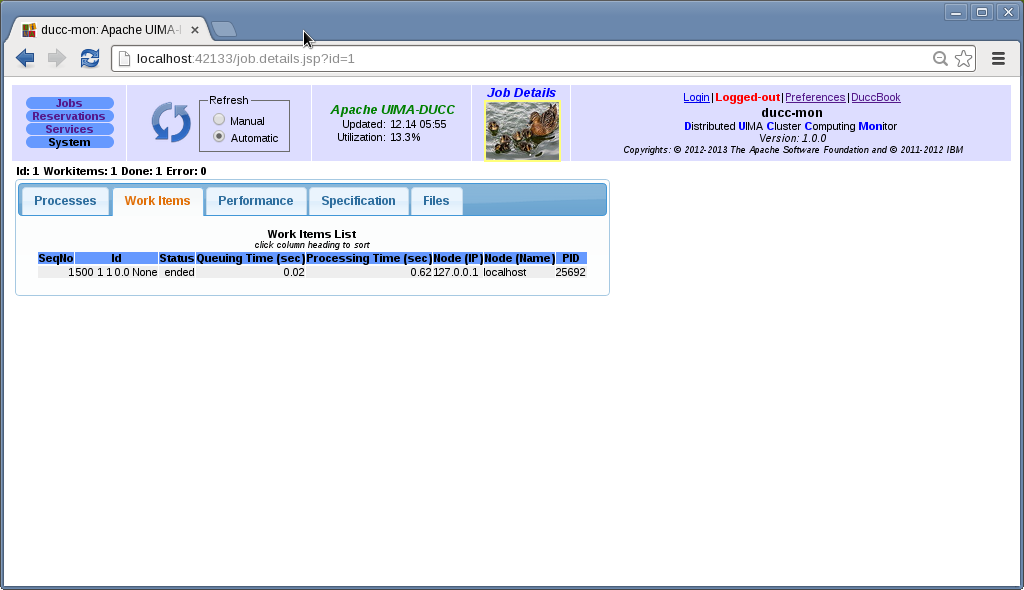 ducc-mon: Apache UIMA-
localhost:42133/job.details.jsp?id=1
Jobs
Reservations
Services
System
Refresh
Manual
Automatic
Apache UIMA-DUCC
Updated: 12.14 05:55
Utilization: 13.3%
Job Details
Login|Logged-out|Preferences|DuccBook
ducc-mon
Distributed UIMA Cluster Computing Monitor
Version: 1.0.0
Copyrights: © 2012-2013 The Apache Software Foundation and © 2011-2012 IBM
Id: 1 Workitems: 1 Done: 1 Error: 0
Processes Work Items Performance Specification Files
Work Items List
click column heading to sort
SeqNo Id Status Queuing Time (sec) Processing Time (sec) Node (IP) Node (Name) PID
1 500 1 1 0.0 None ended 0.02 0.62 127.0.0.1 localhost 25692